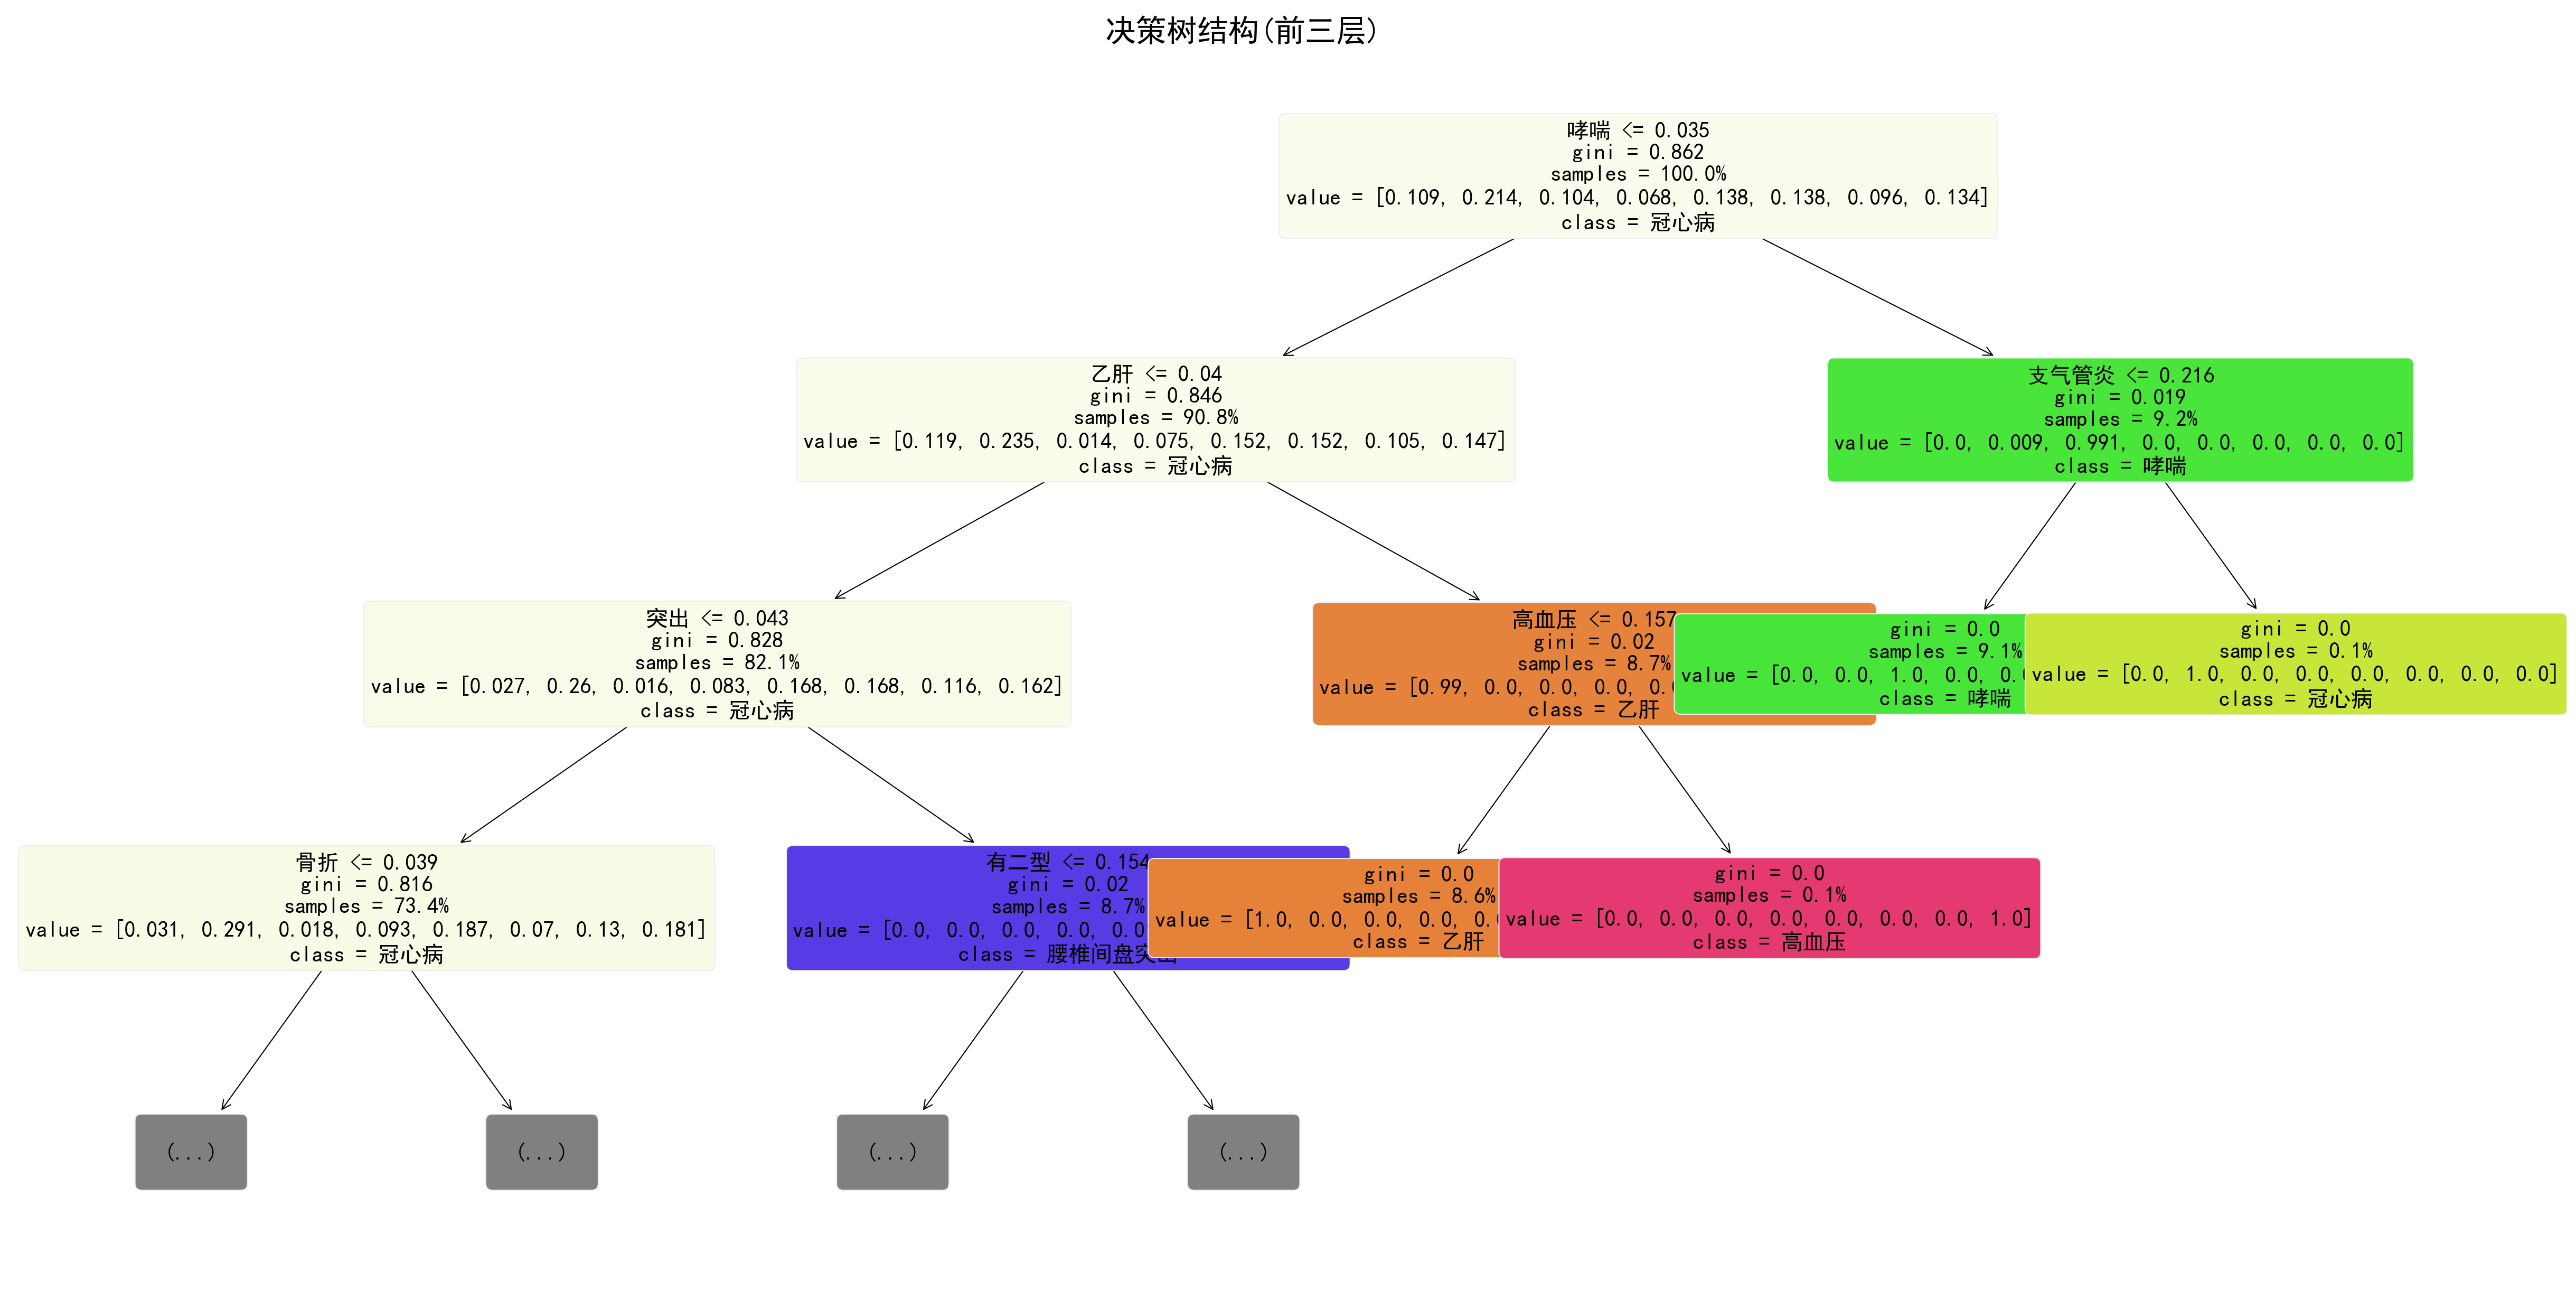 决策树结构(前三层)
哮喘 <= 0.035
gini = 0.862
samples = 100.0%
value = [0.109, 0.214, 0.104, 0.068, 0.138, 0.138, 0.096, 0.134]
class = 冠心病
乙肝 <= 0.04
gini = 0.846
samples = 90.8%
value = [0.119, 0.235, 0.014, 0.075, 0.152, 0.152, 0.105, 0.147]
class = 冠心病
支气管炎 <= 0.216
gini = 0.019
samples = 9.2%
value = [0.0, 0.009, 0.991, 0.0, 0.0, 0.0, 0.0, 0.0]
class = 哮喘
突出 <= 0.043
gini = 0.828
samples = 82.1%
value = [0.027, 0.26, 0.016, 0.083, 0.168, 0.168, 0.116, 0.162]
class = 冠心病
高血压 <= 0.157
gini = 0.02
samples = 8.7%
value = [0.99, 0.0, 0.0, 0.0,
class = 乙肝
gini = 0.0
samples = 9.1%
value = [0.0, 0.0, 1.0, 0.0,
class = 哮喘
gini = 0.0
samples = 0.1%
value = [0.0, 1.0, 0.0, 0.0, 0.0, 0.0, 0.0, 0.0]
class = 冠心病
骨折 <= 0.039
gini = 0.816
samples = 73.4%
value = [0.031, 0.291, 0.018, 0.093, 0.187, 0.07, 0.13, 0.181]
class = 冠心病
有二型 <= 0.154
gini = 0.02
samples = 8.7%
value = [0.0, 0.0, 0.0, 0.0,
class = 腰椎间盘突
gini = 0.0
samples = 8.6%
value = [1.0, 0.0, 0.0, 0.0,
class = 乙肝
gini = 0.0
samples = 0.1%
value = [0.0, 0.0, 0.0, 0.0, 0.0, 0.0, 0.0, 1.0]
class = 高血压
(...)
(...)
(...)
(...)